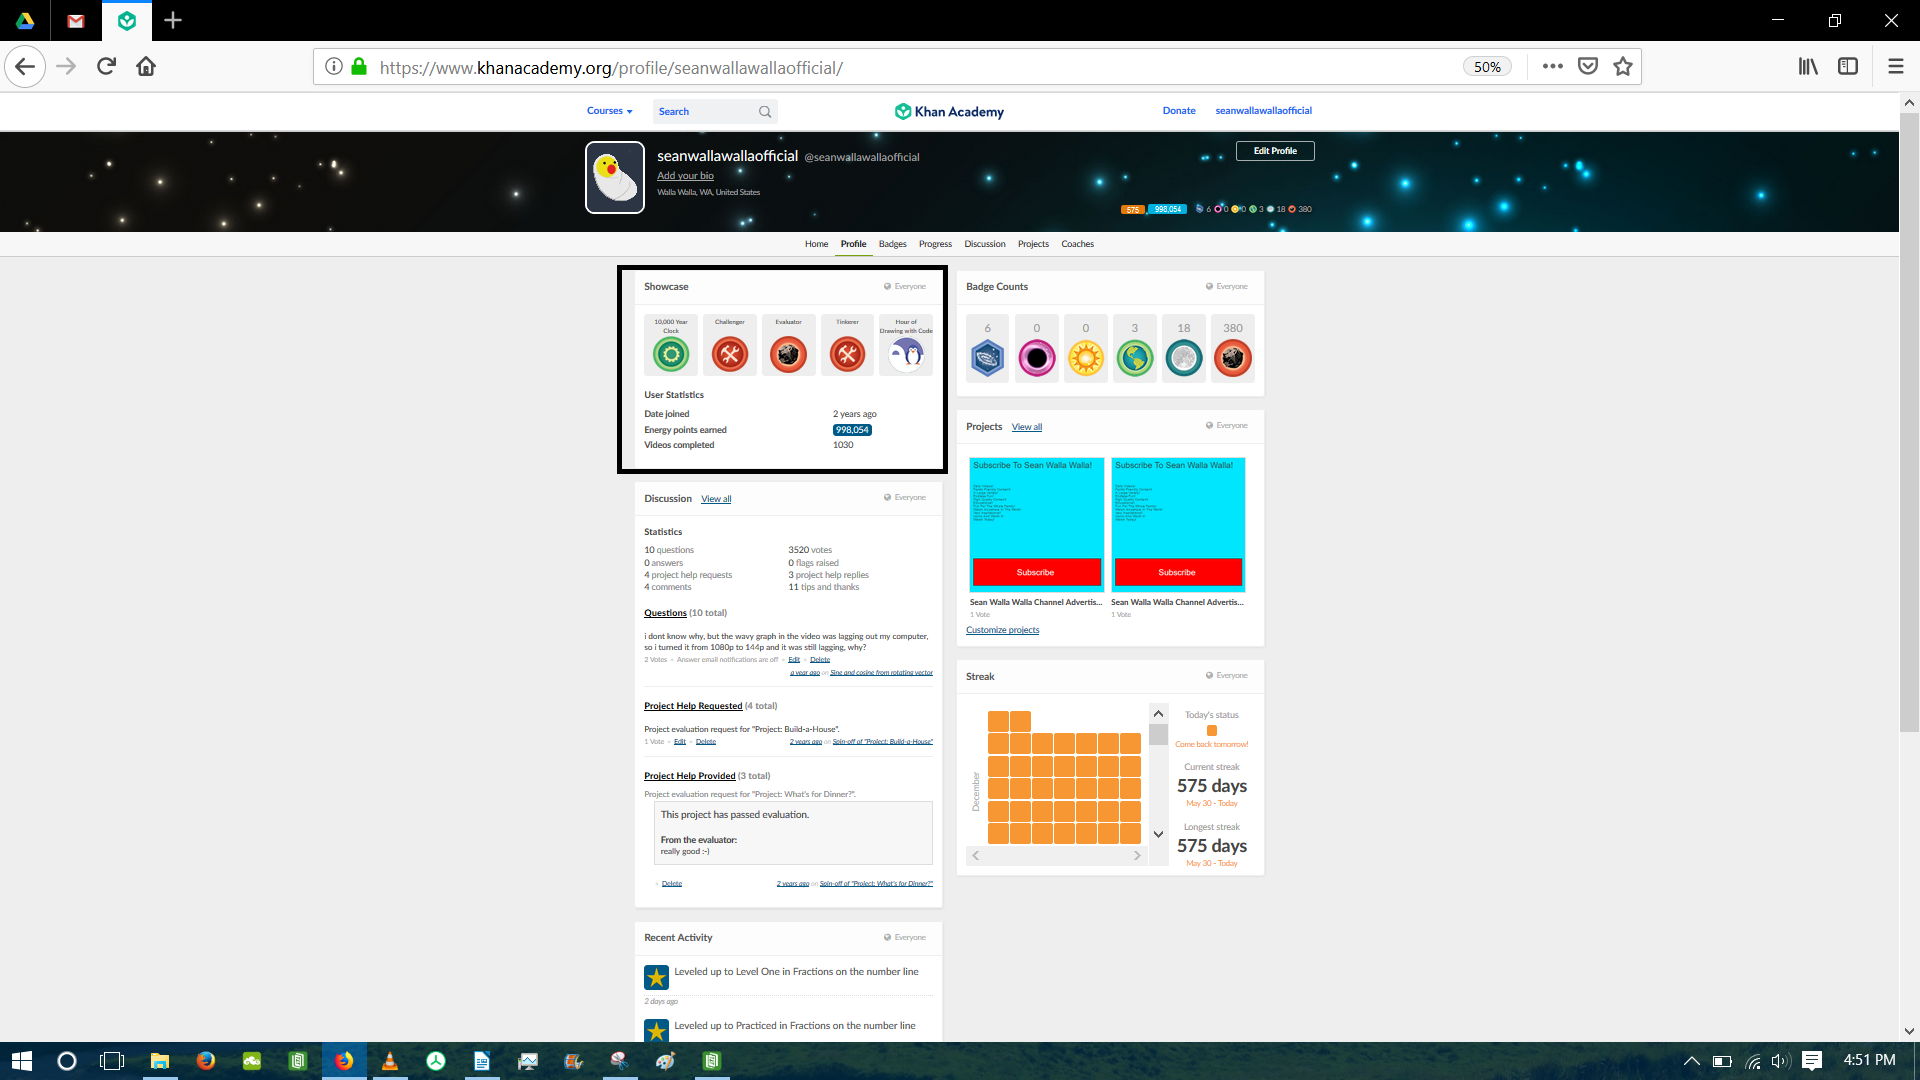 https://www.khanacademy.org/profile/seanwallawallaofficial/
50%
Courses
Search
Khan Academy
Donate
seanwallawallaofficial
seanwallawallaofficial @seanwallawallaofficial
Add your bio
Walla Walla, WA, United States
Edit Profile
575 998,054 6 0 0 3 18 380
Home Profile Badges Progress Discussion Projects Coaches
Showcase
Everyone
10,000 Year Clock
Challenger
Evaluator
Tinkerer
Hour of Drawing with Code
User Statistics
Date joined 2 years ago
Energy points earned 998,054
Videos completed 1030
Discussion View all
Everyone
Statistics
10 questions 3520 votes
0 answers 0 flags raised
4 project help requests 3 project help replies
4 comments 11 tips and thanks
Questions (10 total)
i dont know why, but the wavy graph in the video was lagging out my computer,
so i turned it from 1080p to 144p and it was still lagging, why?
2 Votes • Answer email notifications are off • Edit • Delete
a year ago on Sine and cosine from rotating vector
Project Help Requested (4 total)
Project evaluation request for "Project: Build-a-House".
1 Vote • Edit • Delete 2 years ago on Spin-off of "Project: Build-a-House"
Project Help Provided (3 total)
Project evaluation request for "Project: What's for Dinner?".
This project has passed evaluation.
From the evaluator:
really good :-)
• Delete 2 years ago on Spin-off of "Project: What's for Dinner?"
Recent Activity
Everyone
Leveled up to Level One in Fractions on the number line
2 days ago
Leveled up to Practiced in Fractions on the number line
Badge Counts
Everyone
6 0 0 3 18 380
Projects View all
Everyone
Subscribe To Sean Walla Walla!
Subscribe
Sean Walla Walla Channel Advertis...
1 Vote
Subscribe To Sean Walla Walla!
Subscribe
Sean Walla Walla Channel Advertis...
1 Vote
Customize projects
Streak
Everyone
December
Today's status
Come back tomorrow!
Current streak
575 days
May 30 - Today
Longest streak
575 days
May 30 - Today
4:51 PM